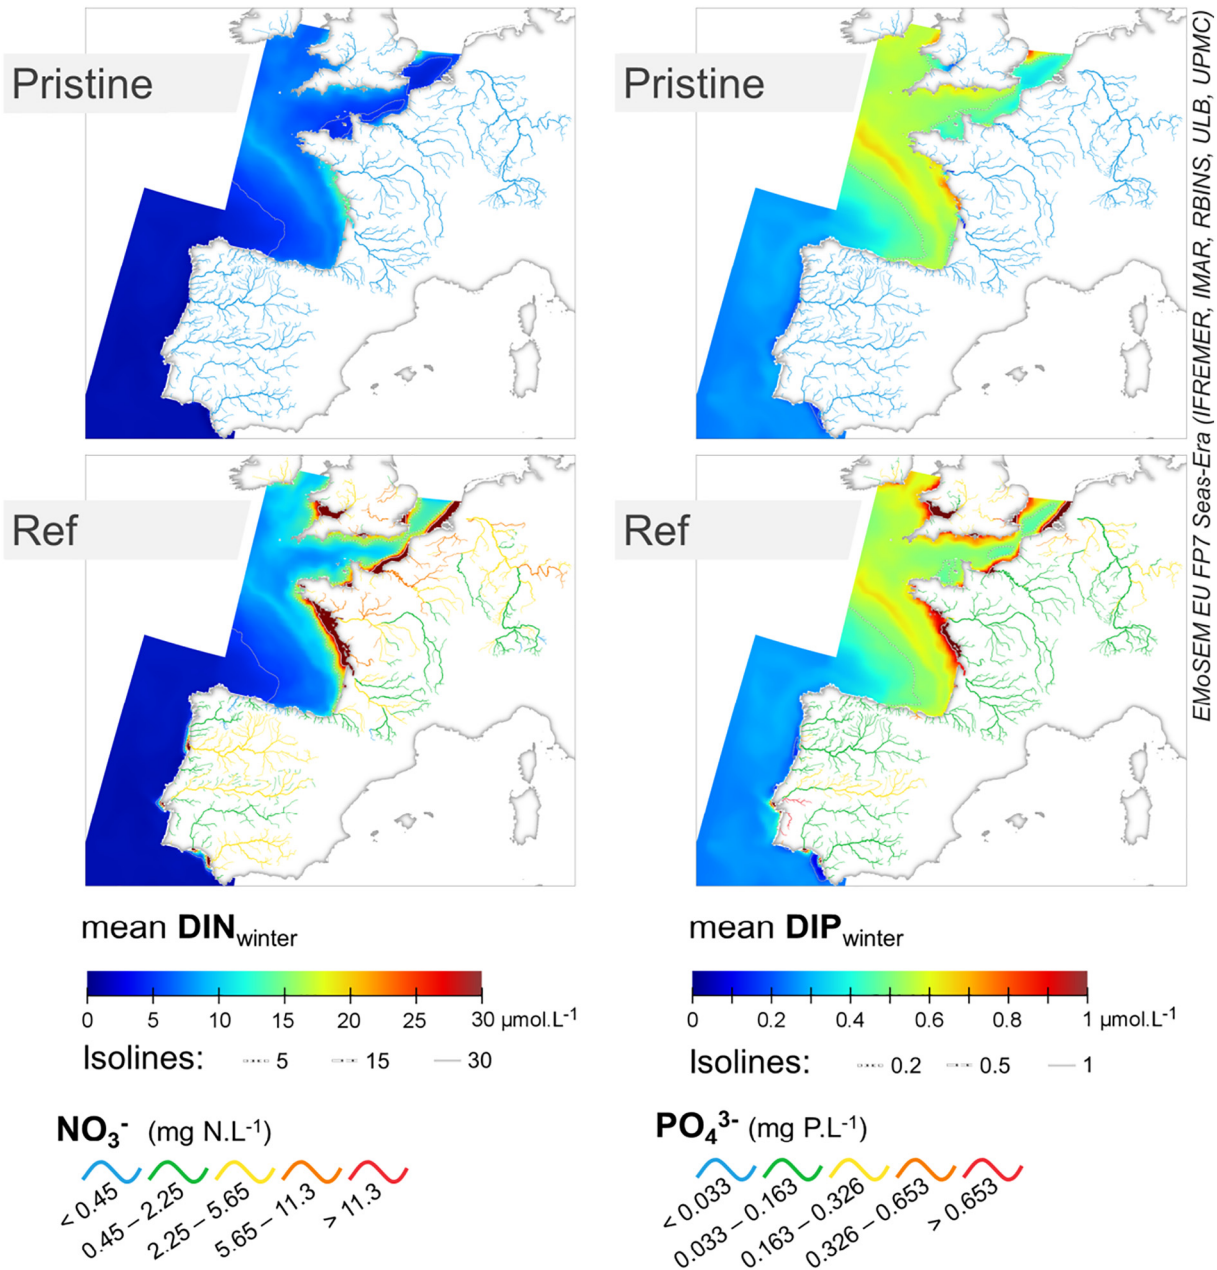 Pristine
Pristine
EMoSEM EU FP7 Seas-Era (IFREMER, IMAR, RBINS, ULB, UPMC)
Ref
Ref
mean DINwinter
0 5 10 15 20 25 30 µmol.L-1
Isolines: 5 15 30
NO3- (mg N.L-1)
< 0.45
0.45 – 2.25
2.25 – 5.65
5.65 – 11.3
> 11.3
mean DIPwinter
0 0.2 0.4 0.6 0.8 1 µmol.L-1
Isolines: 0.2 0.5 1
PO43- (mg P.L-1)
< 0.033
0.033 – 0.163
0.163 – 0.326
0.326 – 0.653
> 0.653